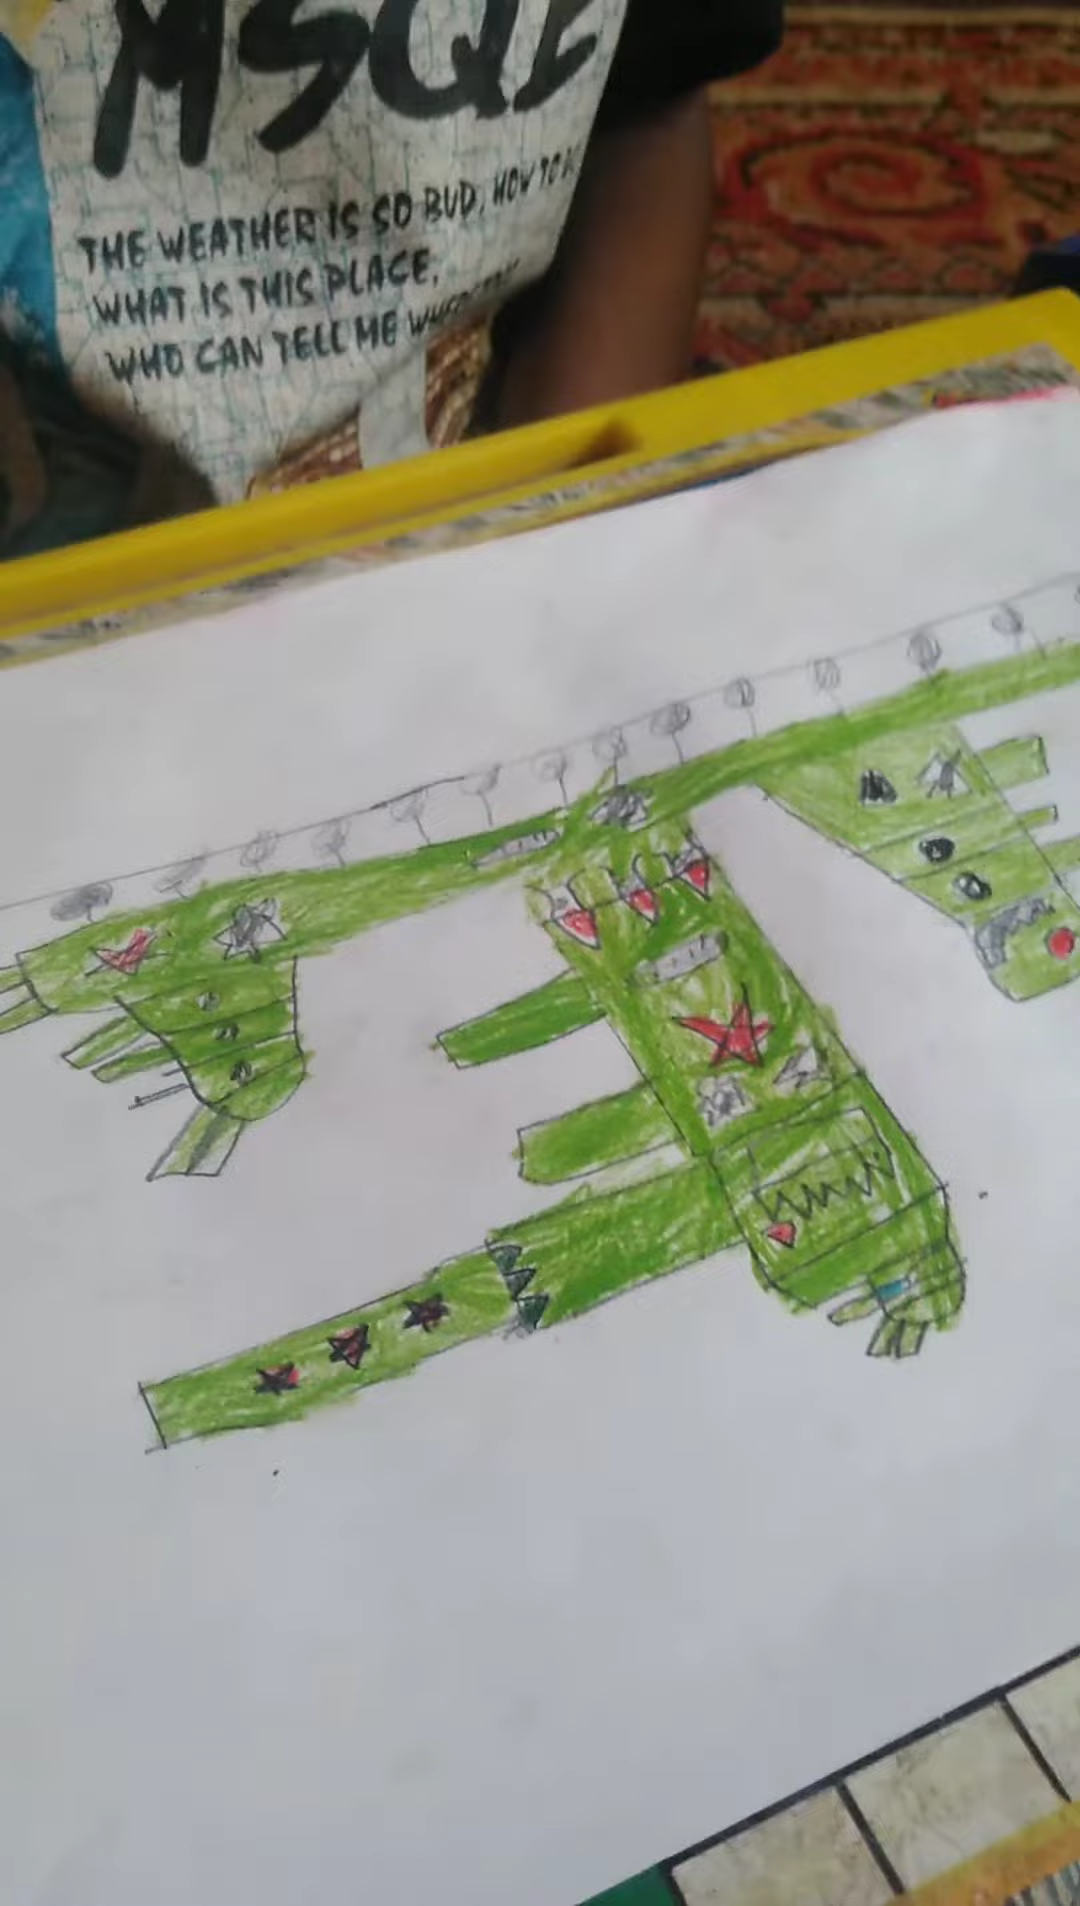 MSQE
THE WEATHER IS SO BUD, HOW TO
WHAT IS THIS PLACE,
WHO CAN TELL ME